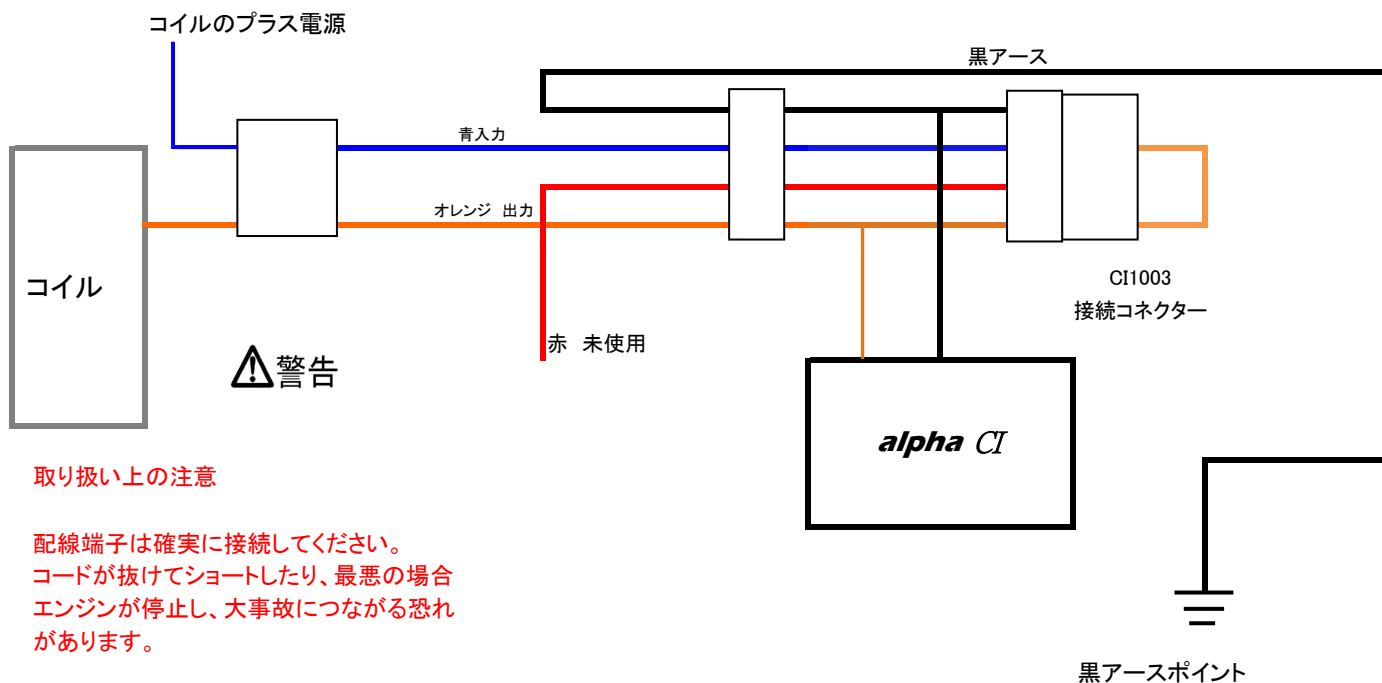 コイルのプラス電源
黒アース
青入力
オレンジ 出力
コイル
CI1003
接続コネクター
赤 未使用
警告
alpha CI
取り扱い上の注意
配線端子は確実に接続してください。
コードが抜けてショートしたり、最悪の場合
エンジンが停止し、大事故につながる恐れ
があります。
黒アースポイント